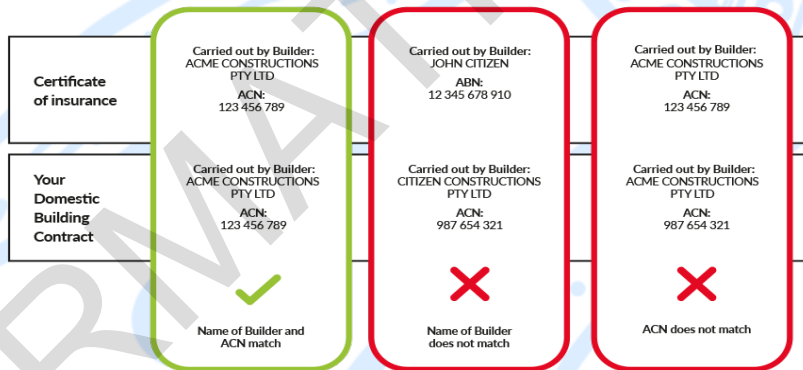 Certificate
of insurance
Carried out by Builder:
ACME CONSTRUCTIONS
PTY LTD
ACN:
123 456 789
Carried out by Builder:
JOHN CITIZEN
ABN:
12 345 678 910
Carried out by Builder:
ACME CONSTRUCTIONS
PTY LTD
ACN:
123 456 789
Your
Domestic
Building
Contract
Carried out by Builder:
ACME CONSTRUCTIONS
PTY LTD
ACN:
123 456 789
Carried out by Builder:
CITIZEN CONSTRUCTIONS
PTY LTD
ACN:
987 654 321
Carried out by Builder:
ACME CONSTRUCTIONS
PTY LTD
ACN:
987 654 321
Name of Builder and
ACN match
Name of Builder
does not match
ACN does not match
RMAT